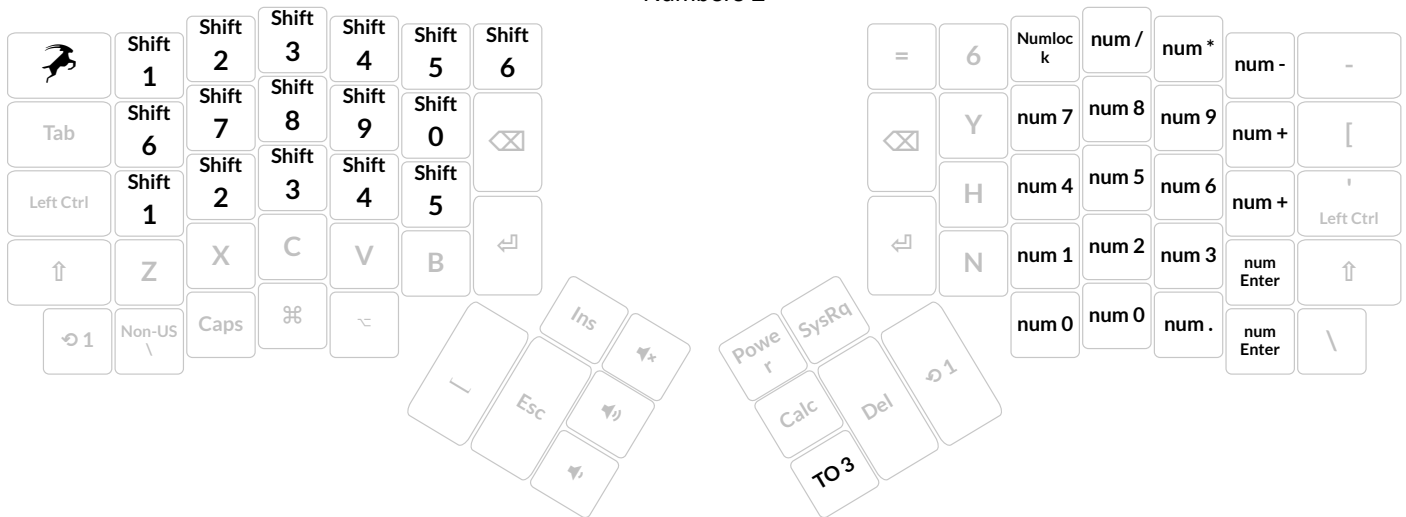 Shift 1
Shift 2
Shift 3
Shift 4
Shift 5
Shift 6
= 
6
Numloc
k
num /
num *
num -
-
Tab
Shift 6
Shift 7
Shift 8
Shift 9
Shift 0
Y
num 7
num 8
num 9
num +
[
Left Ctrl
Shift 1
Shift 2
Shift 3
Shift 4
Shift 5
H
num 4
num 5
num 6
num +
'
Left Ctrl
Z
X
C
V
B
N
num 1
num 2
num 3
num
Enter
1
Non-US
\
Caps
⌘
⌥
num 0
num 0
num .
num
Enter
\
Ins
Esc
Powe
r
SysRq
Calc
Del
1
TO 3